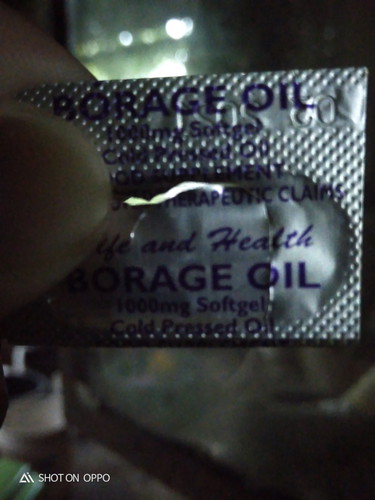 BORAGE OIL
1000mg Softgel
Cold Pressed Oil
SUPPLEMENT
THERAPEUTIC CLAIMS
Life and Health
BORAGE OIL
1000mg Softgel
Cold Pressed Oil
SHOT ON OPPO